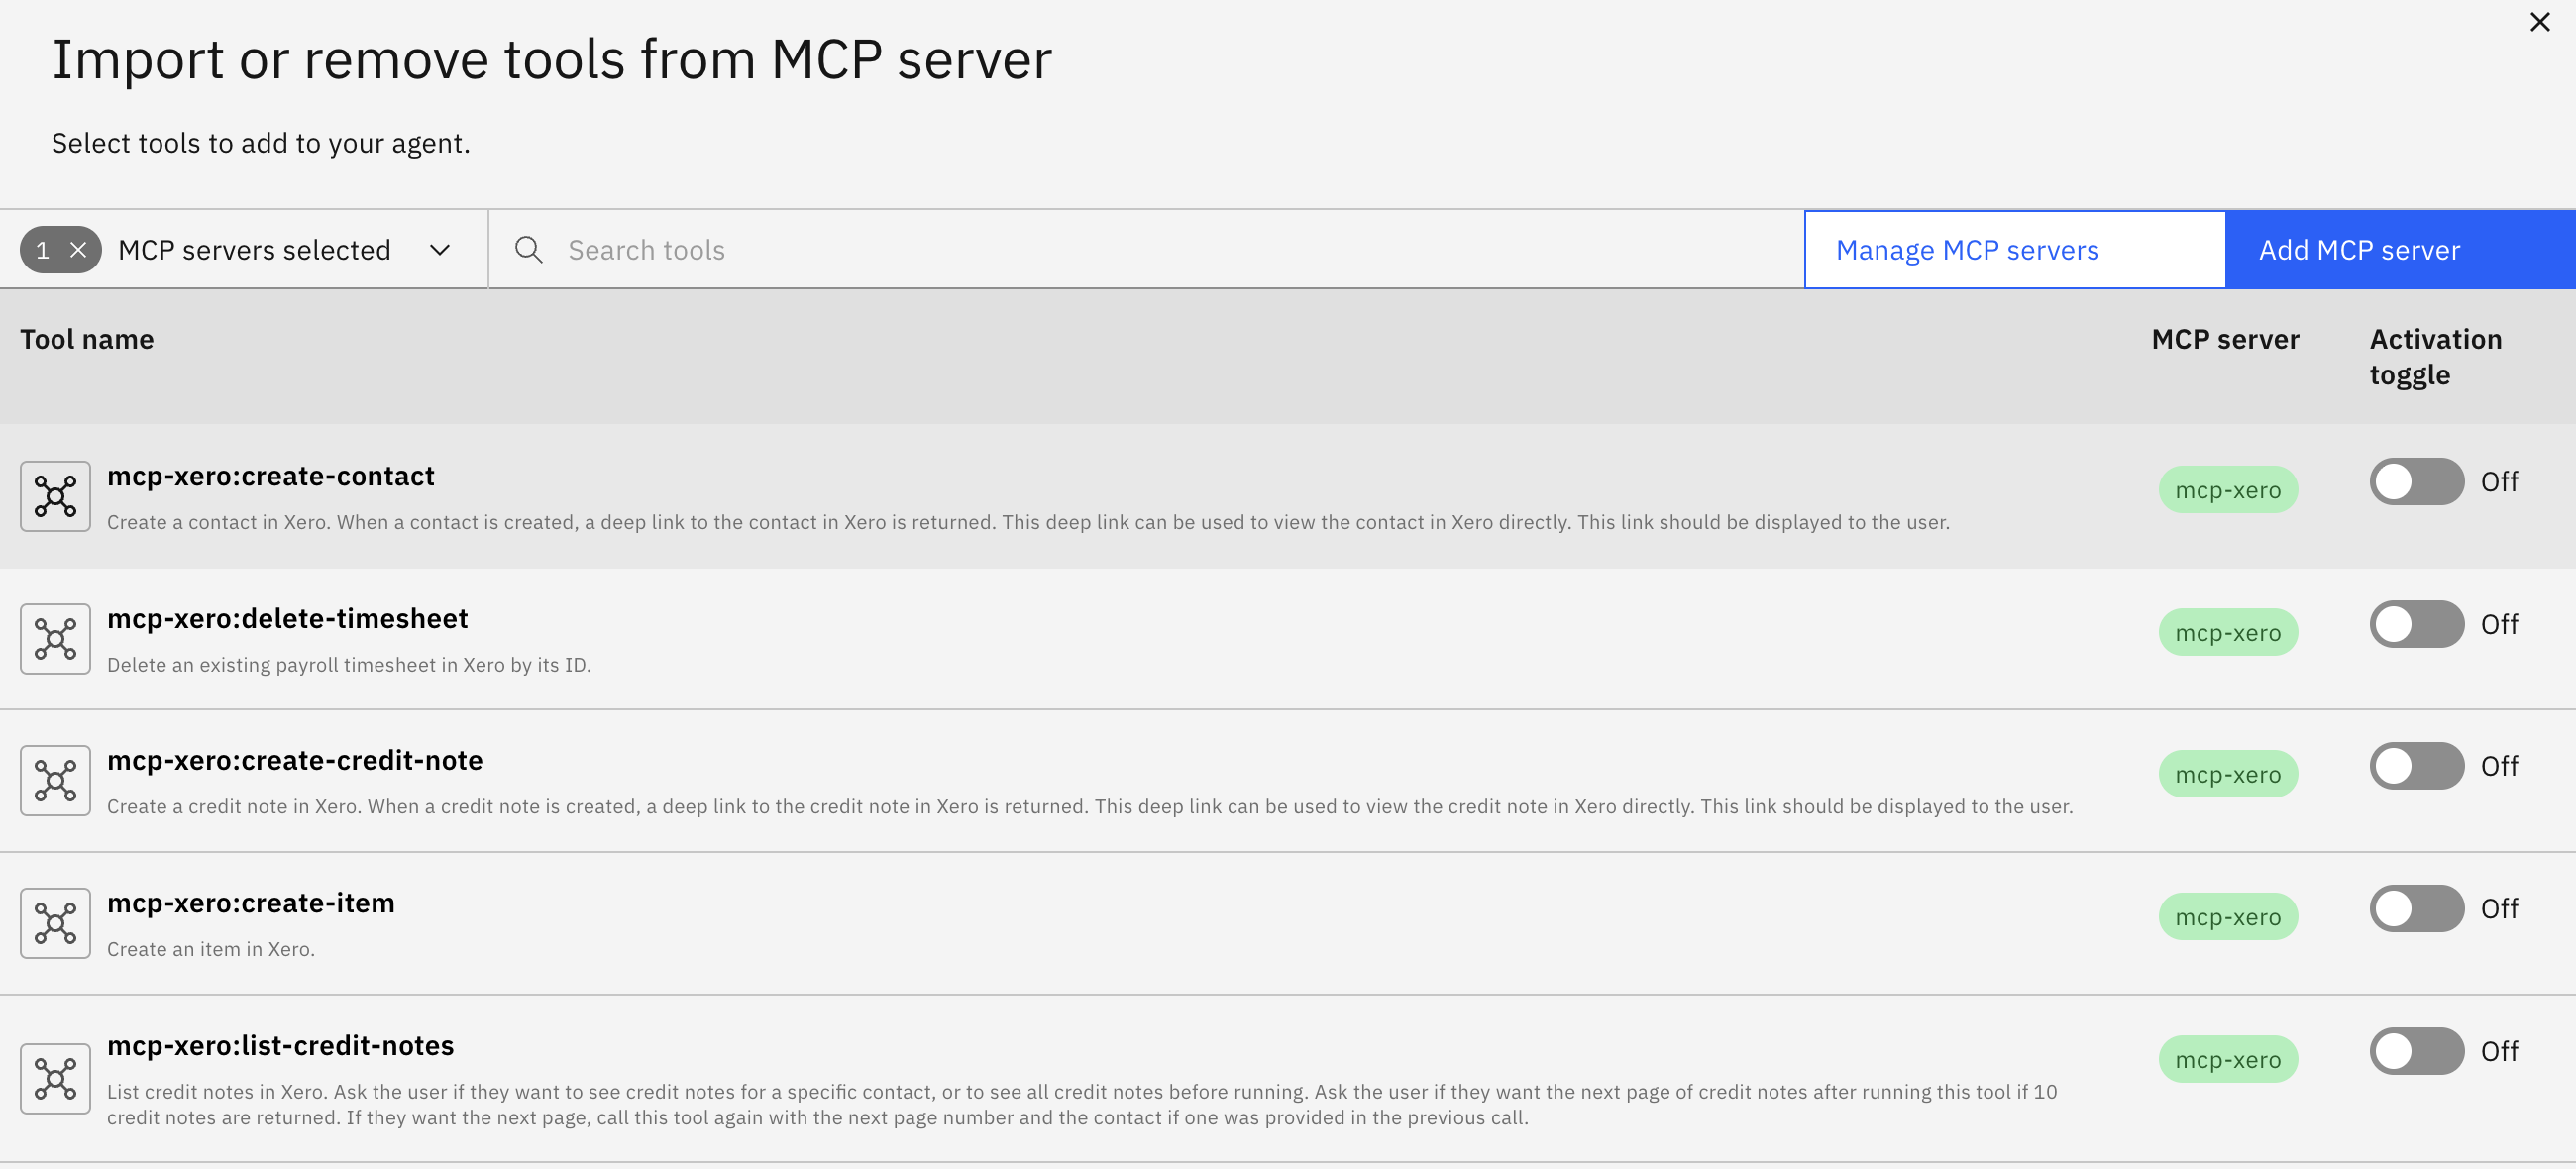 Import or remove tools from MCP server
Select tools to add to your agent.
1 MCP servers selected
Search tools
Manage MCP servers
Add MCP server
Tool name
MCP server
Activation
toggle
mcp-xero:create-contact
Create a contact in Xero. When a contact is created, a deep link to the contact in Xero is returned. This deep link can be used to view the contact in Xero directly. This link should be displayed to the user.
mcp-xero
Off
mcp-xero:delete-timesheet
Delete an existing payroll timesheet in Xero by its ID.
mcp-xero
Off
mcp-xero:create-credit-note
Create a credit note in Xero. When a credit note is created, a deep link to the credit note in Xero is returned. This deep link can be used to view the credit note in Xero directly. This link should be displayed to the user.
mcp-xero
Off
mcp-xero:create-item
Create an item in Xero.
mcp-xero
Off
mcp-xero:list-credit-notes
List credit notes in Xero. Ask the user if they want to see credit notes for a specific contact, or to see all credit notes before running. Ask the user if they want the next page of credit notes after running this tool if 10
credit notes are returned. If they want the next page, call this tool again with the next page number and the contact if one was provided in the previous call.
mcp-xero
Off